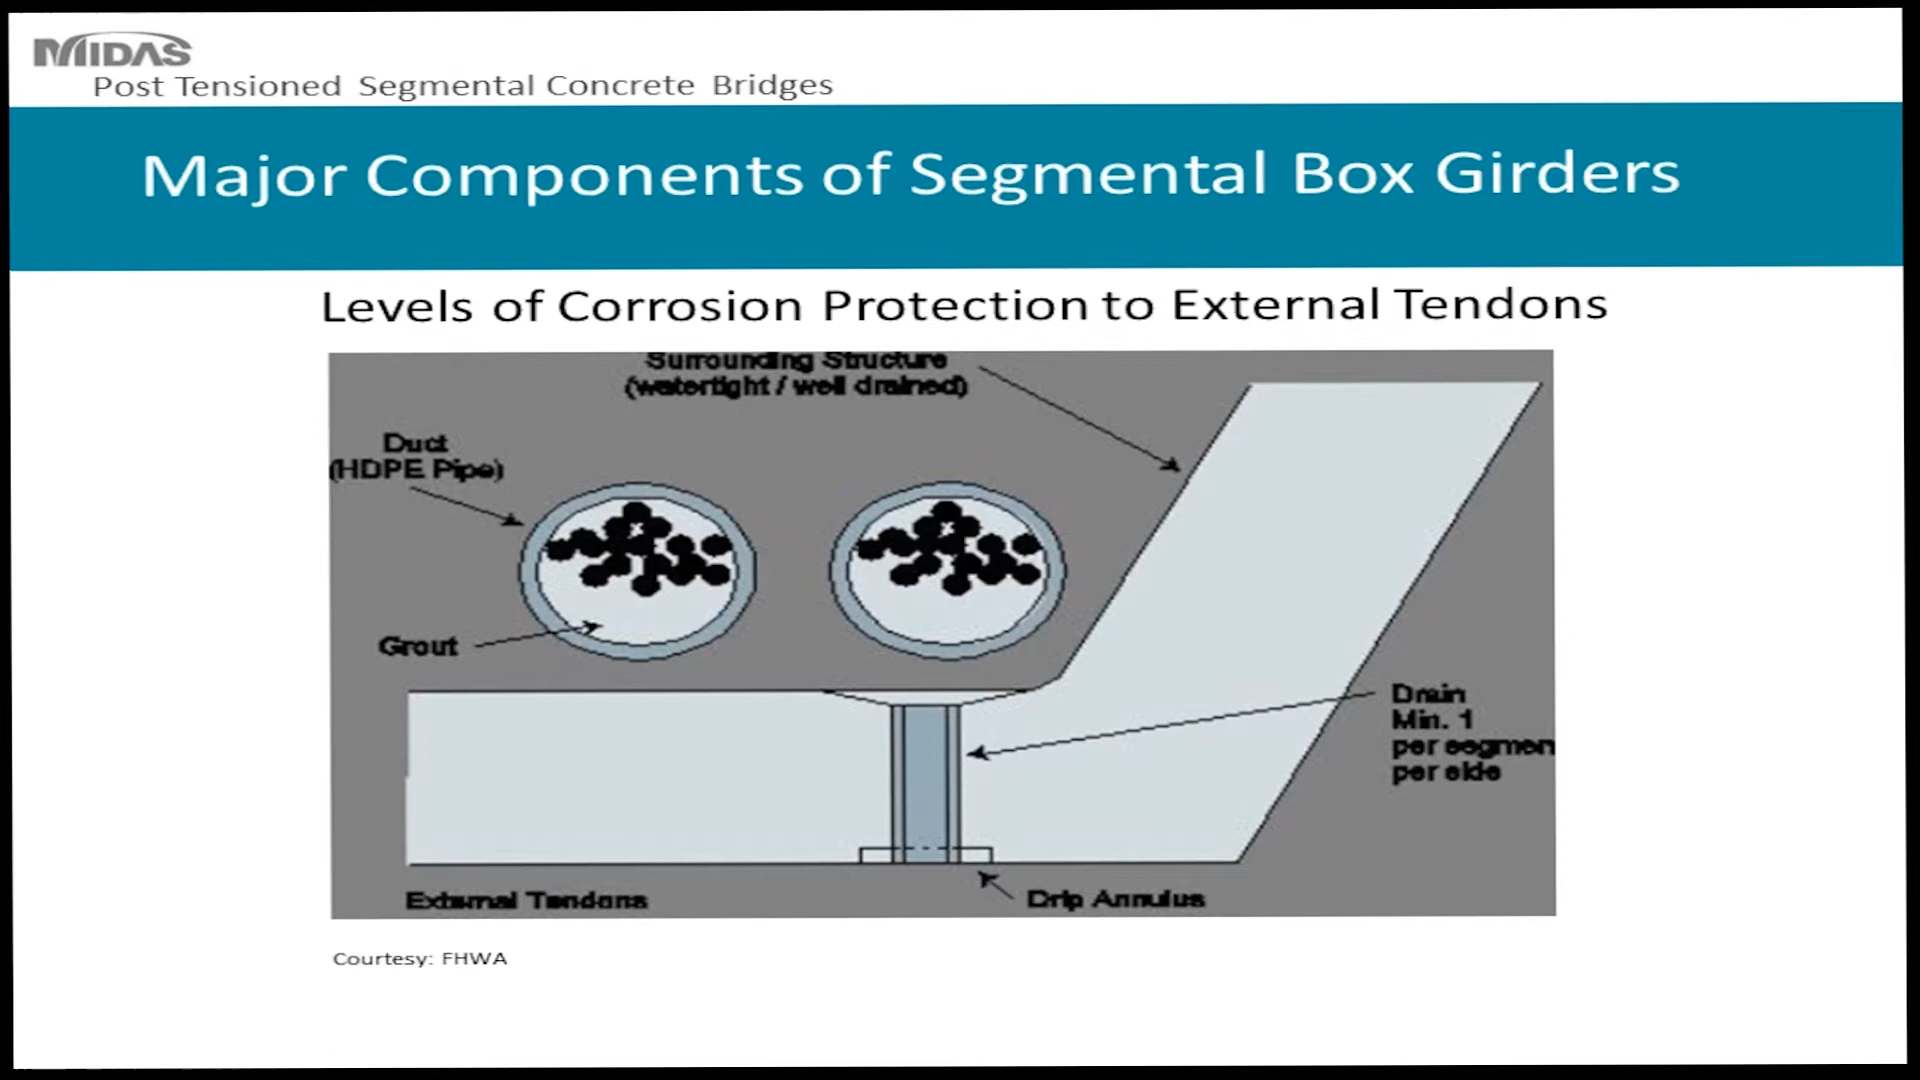 MIDAS
Post Tensioned Segmental Concrete Bridges
Major Components of Segmental Box Girders
Levels of Corrosion Protection to External Tendons
Surrounding Structure
(watertight / well drained)
Duct
(HDPE Pipe)
Grout
Drain
Min. 1
per segmen
per side
External Tendons
Drip Annulus
Courtesy: FHWA